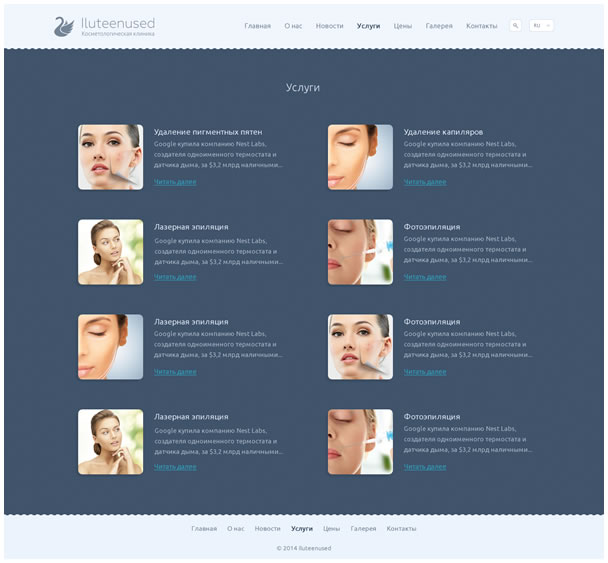 Iluteenused
Косметологическая клиника
Главная О нас Новости Услуги Цены Галерея Контакты RU
Услуги
Удаление пигментных пятен
Google купила компанию Nest Labs,
создателя одноименного термостата и
датчика дыма, за $3,2 млрд наличными...
Читать далее
Удаление капиляров
Google купила компанию Nest Labs,
создателя одноименного термостата и
датчика дыма, за $3,2 млрд наличными...
Читать далее
Лазерная эпиляция
Google купила компанию Nest Labs,
создателя одноименного термостата и
датчика дыма, за $3,2 млрд наличными...
Читать далее
Фотоэпиляция
Google купила компанию Nest Labs,
создателя одноименного термостата и
датчика дыма, за $3,2 млрд наличными...
Читать далее
Лазерная эпиляция
Google купила компанию Nest Labs,
создателя одноименного термостата и
датчика дыма, за $3,2 млрд наличными...
Читать далее
Фотоэпиляция
Google купила компанию Nest Labs,
создателя одноименного термостата и
датчика дыма, за $3,2 млрд наличными...
Читать далее
Лазерная эпиляция
Google купила компанию Nest Labs,
создателя одноименного термостата и
датчика дыма, за $3,2 млрд наличными...
Читать далее
Фотоэпиляция
Google купила компанию Nest Labs,
создателя одноименного термостата и
датчика дыма, за $3,2 млрд наличными...
Читать далее
Главная О нас Новости Услуги Цены Галерея Контакты
© 2014 Iluteenused